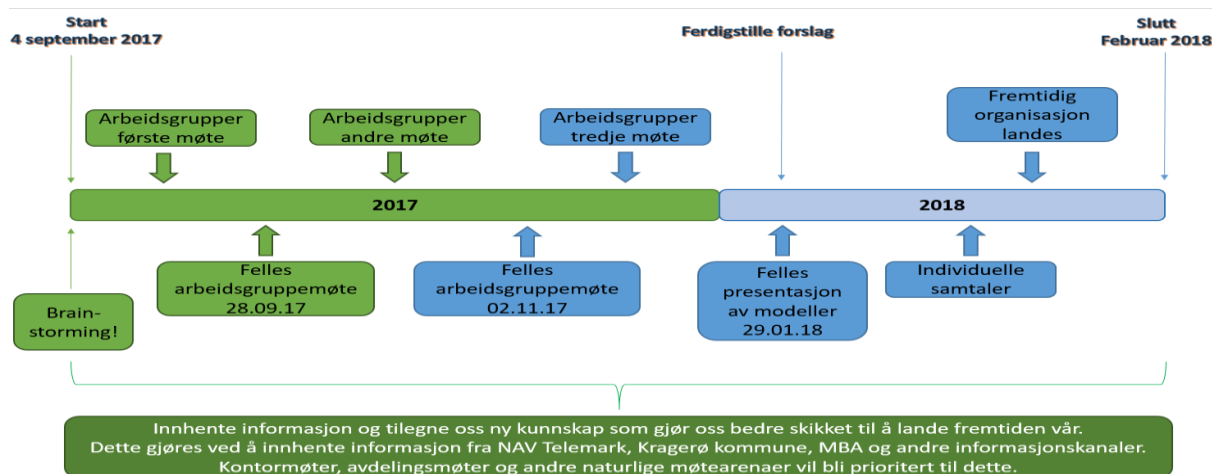 Start
4 september 2017
Ferdigstille forslag
Slutt
Februar 2018
Arbeidsgrupper
første møte
Arbeidsgrupper
andre møte
Arbeidsgrupper
tredje møte
Fremtidig
organisasjon
landes
2017
2018
Brain-
storming!
Felles
arbeidsgruppemøte
28.09.17
Felles
arbeidsgruppemøte
02.11.17
Felles
presentasjon
av modeller
29.01.18
Individuelle
samtaler
Innhente informasjon og tilegne oss ny kunnskap som gjør oss bedre skikket til å lande fremtiden vår.
Dette gjøres ved å innhente informasjon fra NAV Telemark, Kragerø kommune, MBA og andre informasjonskanaler.
Kontormøter, avdelingsmøter og andre naturlige møtearenaer vil bli prioritert til dette.